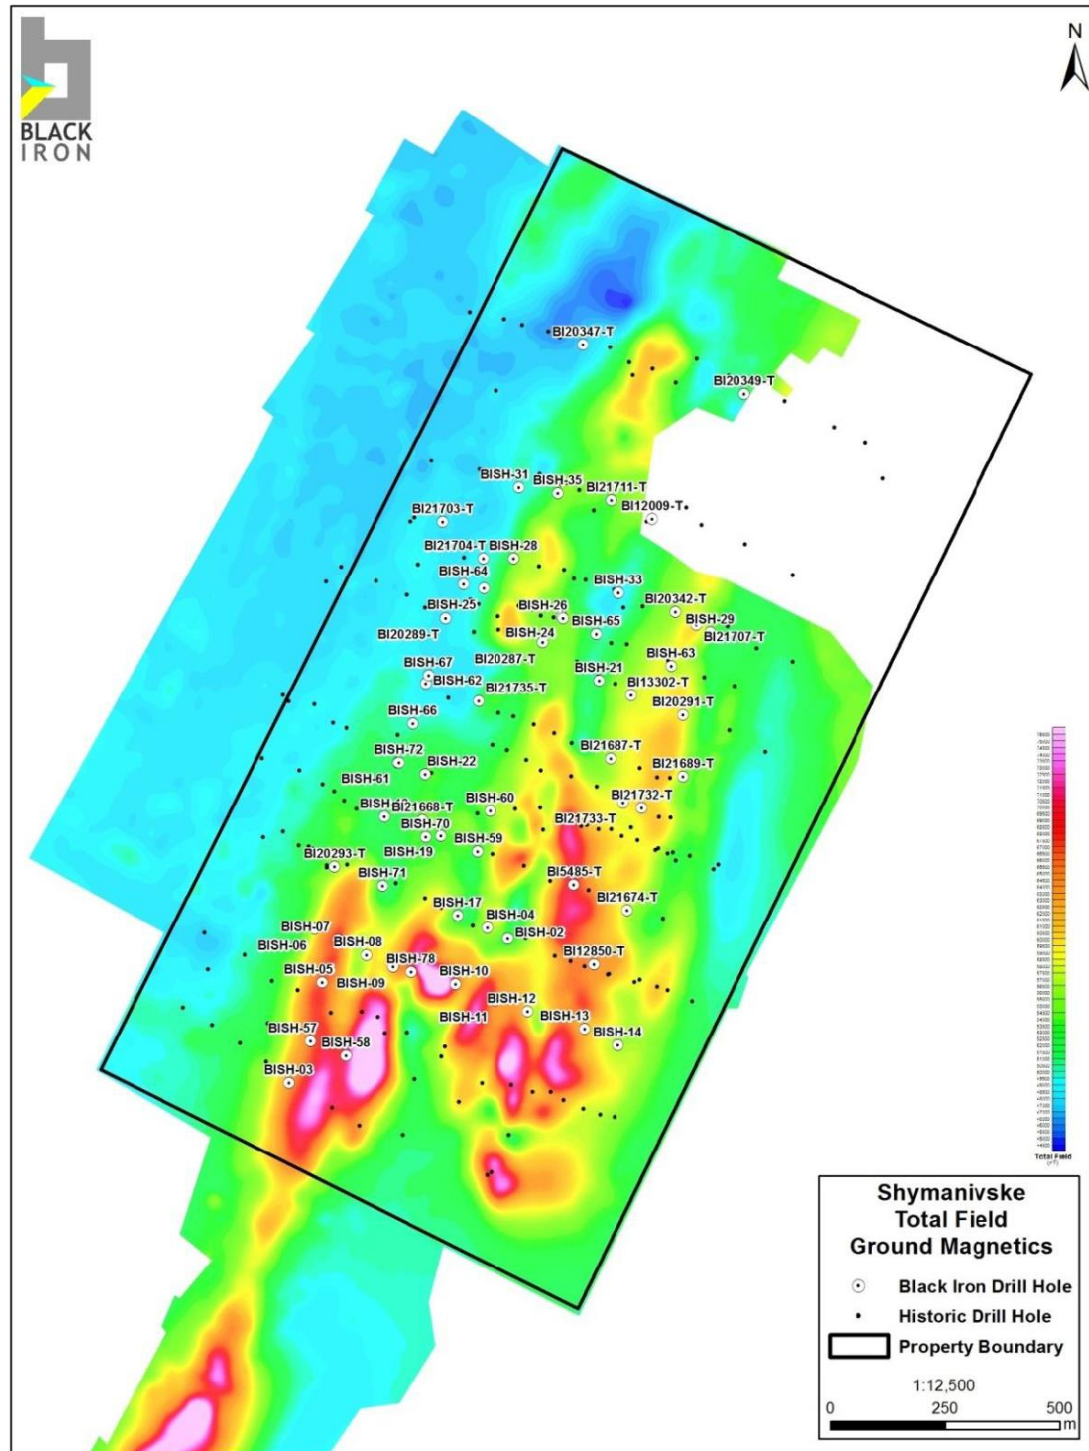 BLACK
IRON
N
BI20347-T
BI20349-T
BISH-31
BISH-35
BI21711-T
BI12009-T
BI21703-T
BI21704-T
BISH-28
BISH-64
BISH-33
BISH-25
BISH-26
BI20342-T
BISH-29
BISH-65
BI21707-T
BI20289-T
BISH-24
BI20287-T
BISH-67
BISH-63
BISH-62
BISH-21
BI21735-T
BI13302-T
BI20291-T
BISH-66
BISH-72
BI21687-T
BISH-22
BISH-61
BI21689-T
BISH-60
BI21668-T
BI21732-T
BISH-70
BI21733-T
BISH-59
BISH-19
BI20293-T
BISH-71
BI5485-T
BI21674-T
BISH-17
BISH-04
BISH-07
BISH-02
BISH-06
BISH-08
BISH-78
BI12850-T
BISH-05
BISH-09
BISH-10
BISH-12
BISH-11
BISH-13
BISH-57
BISH-14
BISH-58
BISH-03
Total Field
(nT)
Shymanivske
Total Field
Ground Magnetics
Black Iron Drill Hole
Historic Drill Hole
Property Boundary
1:12,500
0 250 500
m